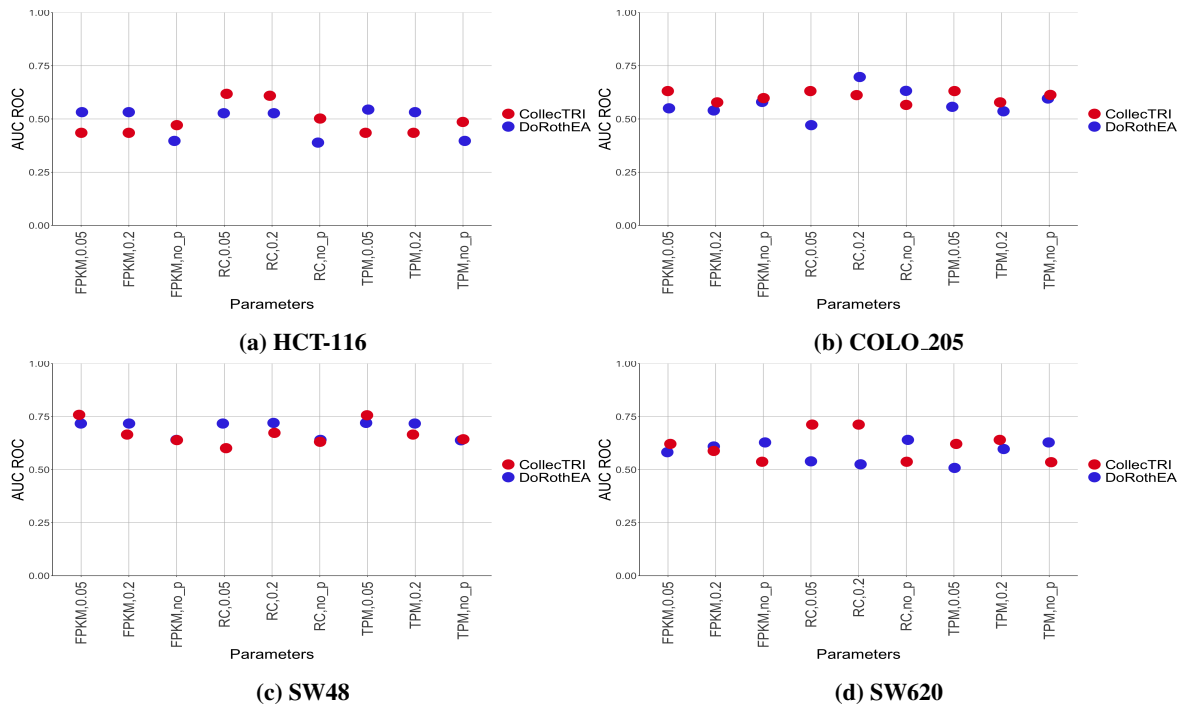 1.00
0.75
0.50
0.25
0.00
AUC ROC
FPKM,0.05
FPKM,0.2
FPKM,no_p
RC,0.05
RC,0.2
RC,no_p
TPM,0.05
TPM,0.2
TPM,no_p
Parameters
CollecTRI
DoRothEA
(a) HCT-116
1.00
0.75
0.50
0.25
0.00
AUC ROC
FPKM,0.05
FPKM,0.2
FPKM,no_p
RC,0.05
RC,0.2
RC,no_p
TPM,0.05
TPM,0.2
TPM,no_p
Parameters
CollecTRI
DoRothEA
(b) COLO_205
1.00
0.75
0.50
0.25
0.00
AUC ROC
FPKM,0.05
FPKM,0.2
FPKM,no_p
RC,0.05
RC,0.2
RC,no_p
TPM,0.05
TPM,0.2
TPM,no_p
Parameters
CollecTRI
DoRothEA
(c) SW48
1.00
0.75
0.50
0.25
0.00
AUC ROC
FPKM,0.05
FPKM,0.2
FPKM,no_p
RC,0.05
RC,0.2
RC,no_p
TPM,0.05
TPM,0.2
TPM,no_p
Parameters
CollecTRI
DoRothEA
(d) SW620